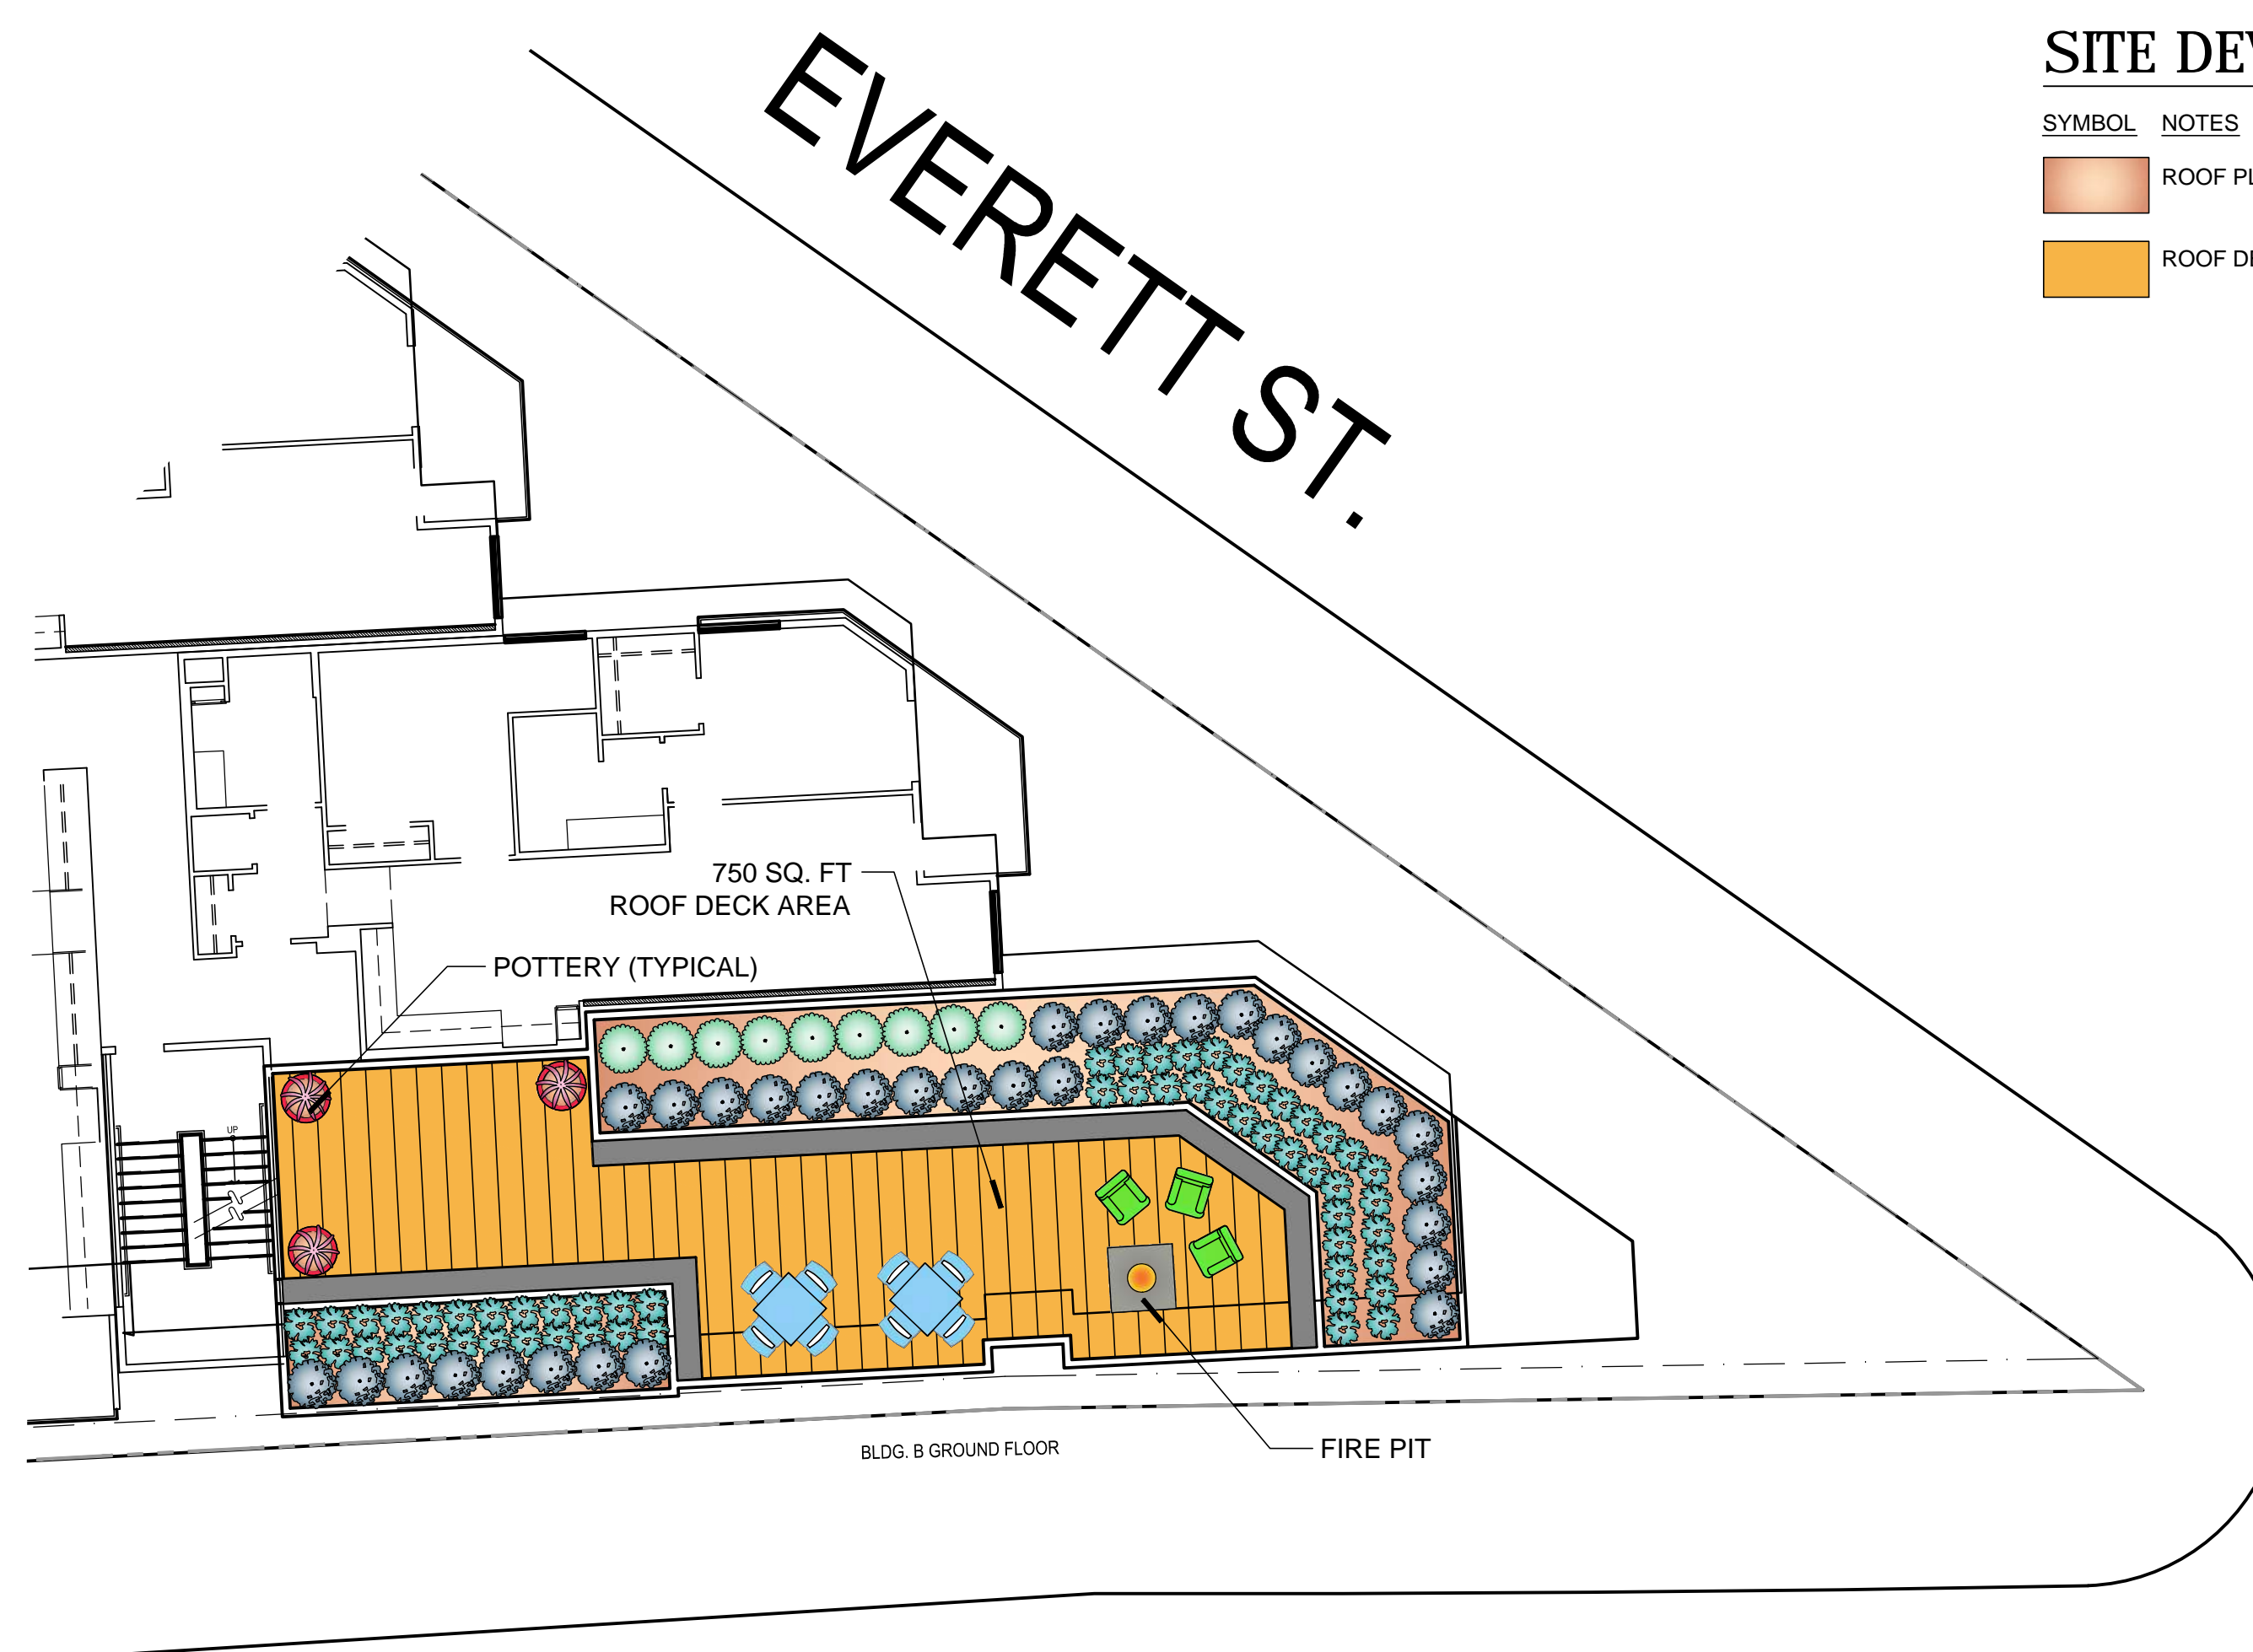 EVERETT ST.
SITE DEV
SYMBOL NOTES
ROOF PL
ROOF DE
750 SQ. FT
ROOF DECK AREA
POTTERY (TYPICAL)
UP
FIRE PIT
BLDG. B GROUND FLOOR